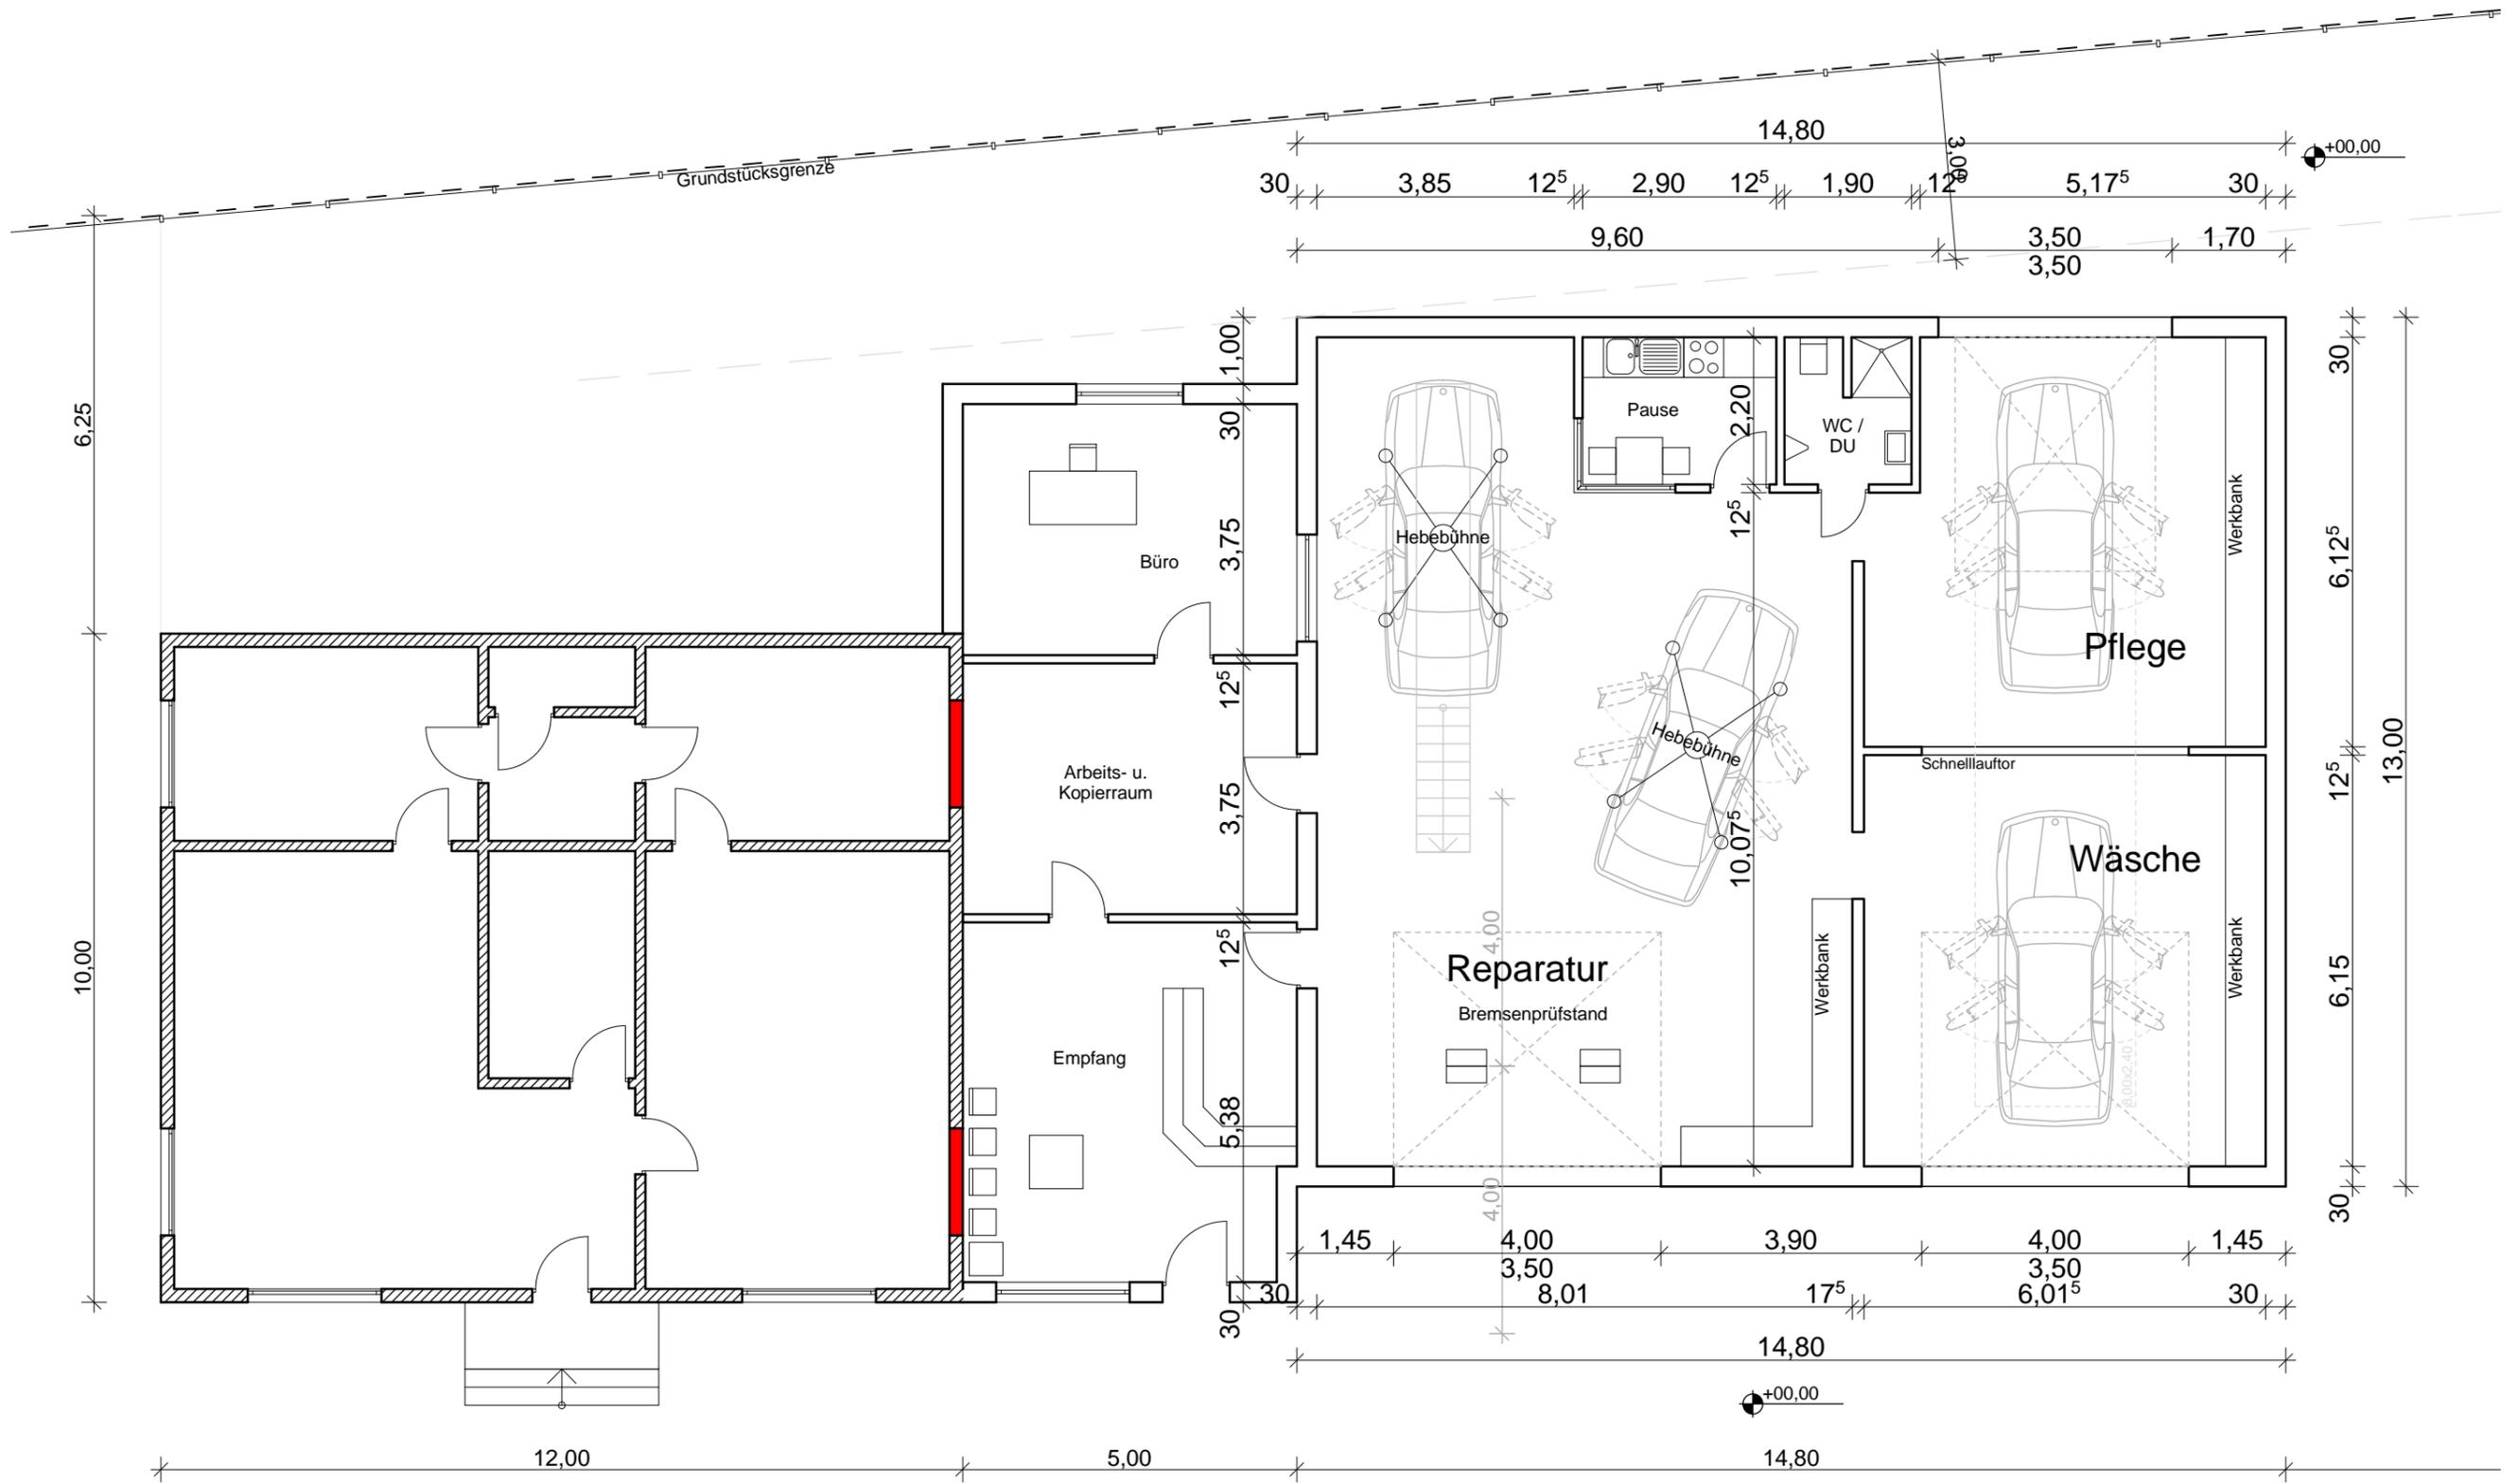 Grundstücksgrenze
14,80
3,00
+00,00
30
3,85
12⁵
2,90
12⁵
1,90
12⁵
5,17⁵
30
9,60
3,50
1,70
3,50
6,25
10,00
1,00
30
3,75
12⁵
3,75
12⁵
5,38
30
Büro
Arbeits- u.
Kopierraum
Empfang
Hebebühne
Pause
2,20
12⁵
WC /
DU
Hebebühne
10,07⁵
4,00
4,00
Reparatur
Bremsenprüfstand
Werkbank
Werkbank
Pflege
Schnelllauftor
Wäsche
Werkbank
8,00x2,40
30
6,12⁵
12⁵
6,15
30
13,00
1,45
4,00
3,90
4,00
1,45
3,50
3,50
30
8,01
17⁵
6,01⁵
30
14,80
+00,00
12,00
5,00
14,80